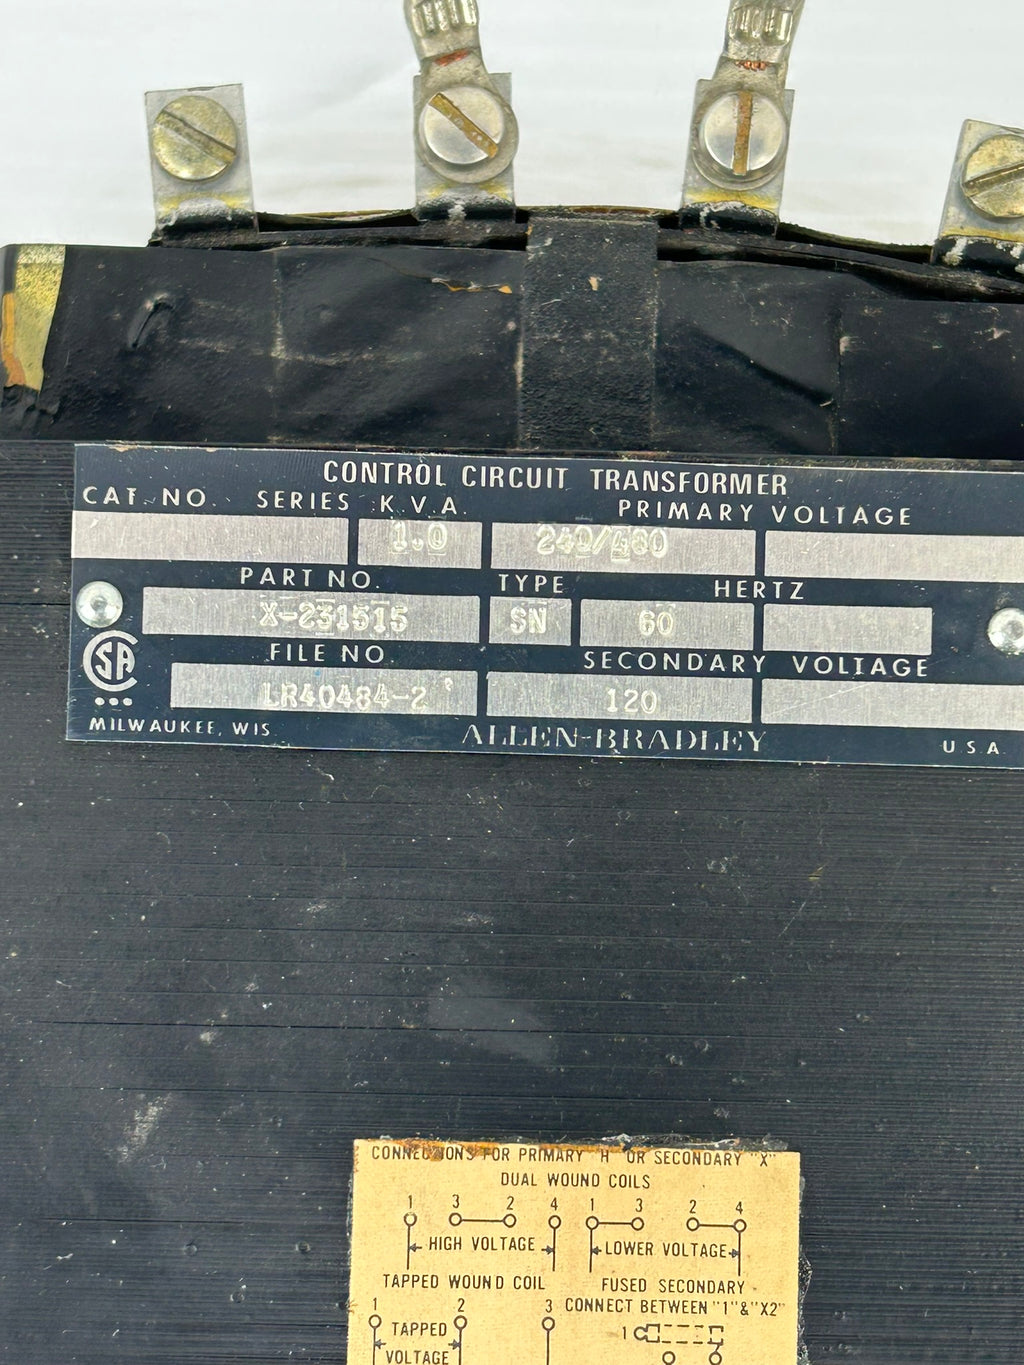 CONTROL CIRCUIT TRANSFORMER
CAT. NO. SERIES K.V.A. PRIMARY VOLTAGE
1.0 240/480
PART NO. TYPE HERTZ
X-231515 SN 60
FILE NO. SECONDARY VOLTAGE
LR40484-2 120
MILWAUKEE, WIS. ALLEN-BRADLEY U S A
CONNECTIONS FOR PRIMARY "H" OR SECONDARY "X"
DUAL WOUND COILS
1 3 2 4 1 3 2 4
HIGH VOLTAGE LOWER VOLTAGE
TAPPED WOUND COIL FUSED SECONDARY
1 2 3 CONNECT BETWEEN "1"&"X2"
TAPPED 1
VOLTAGE